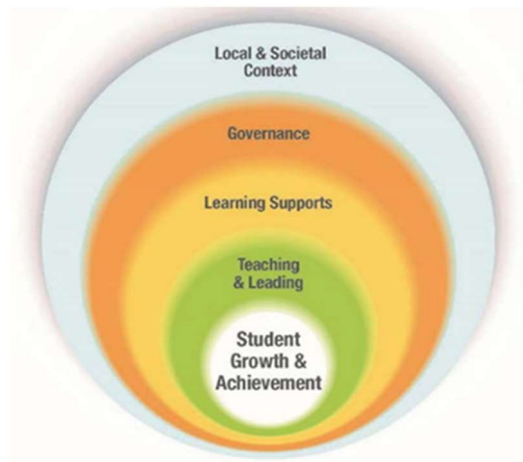 Local & Societal
Context
Governance
Learning Supports
Teaching
& Leading
Student
Growth &
Achievement